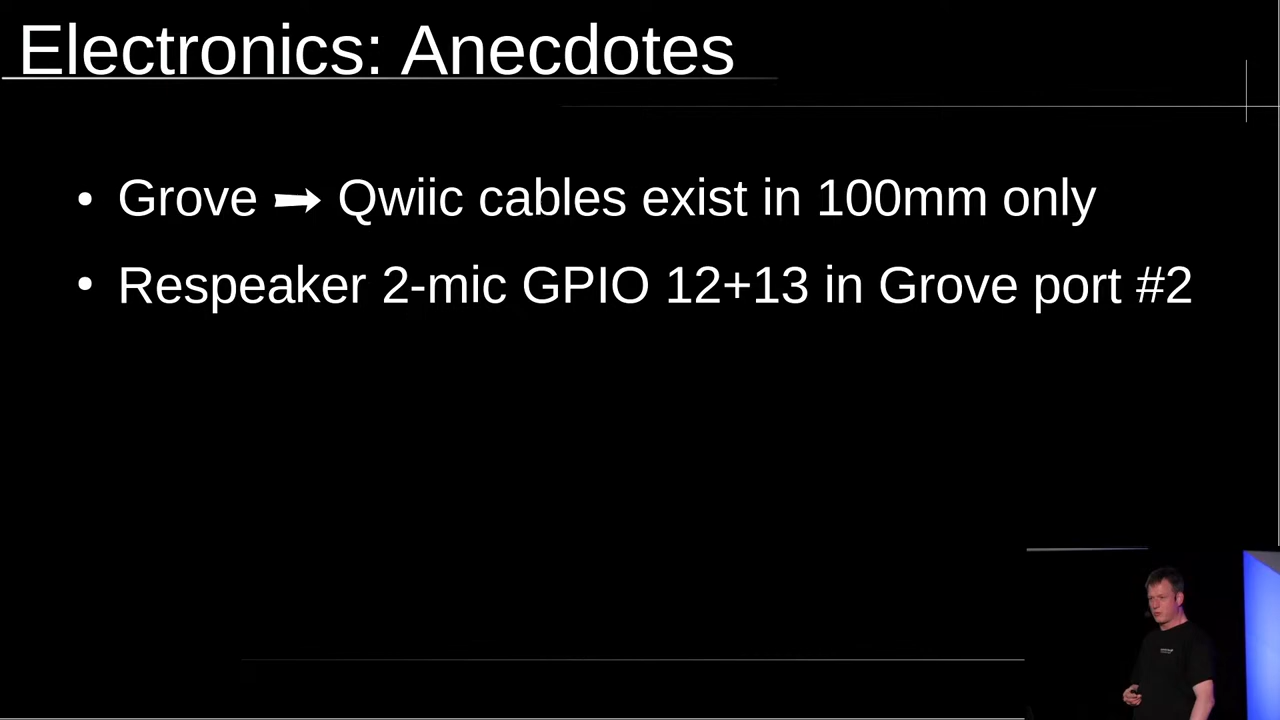 Electronics: Anecdotes
• Grove ➡ Qwiic cables exist in 100mm only
• Respeaker 2-mic GPIO 12+13 in Grove port #2